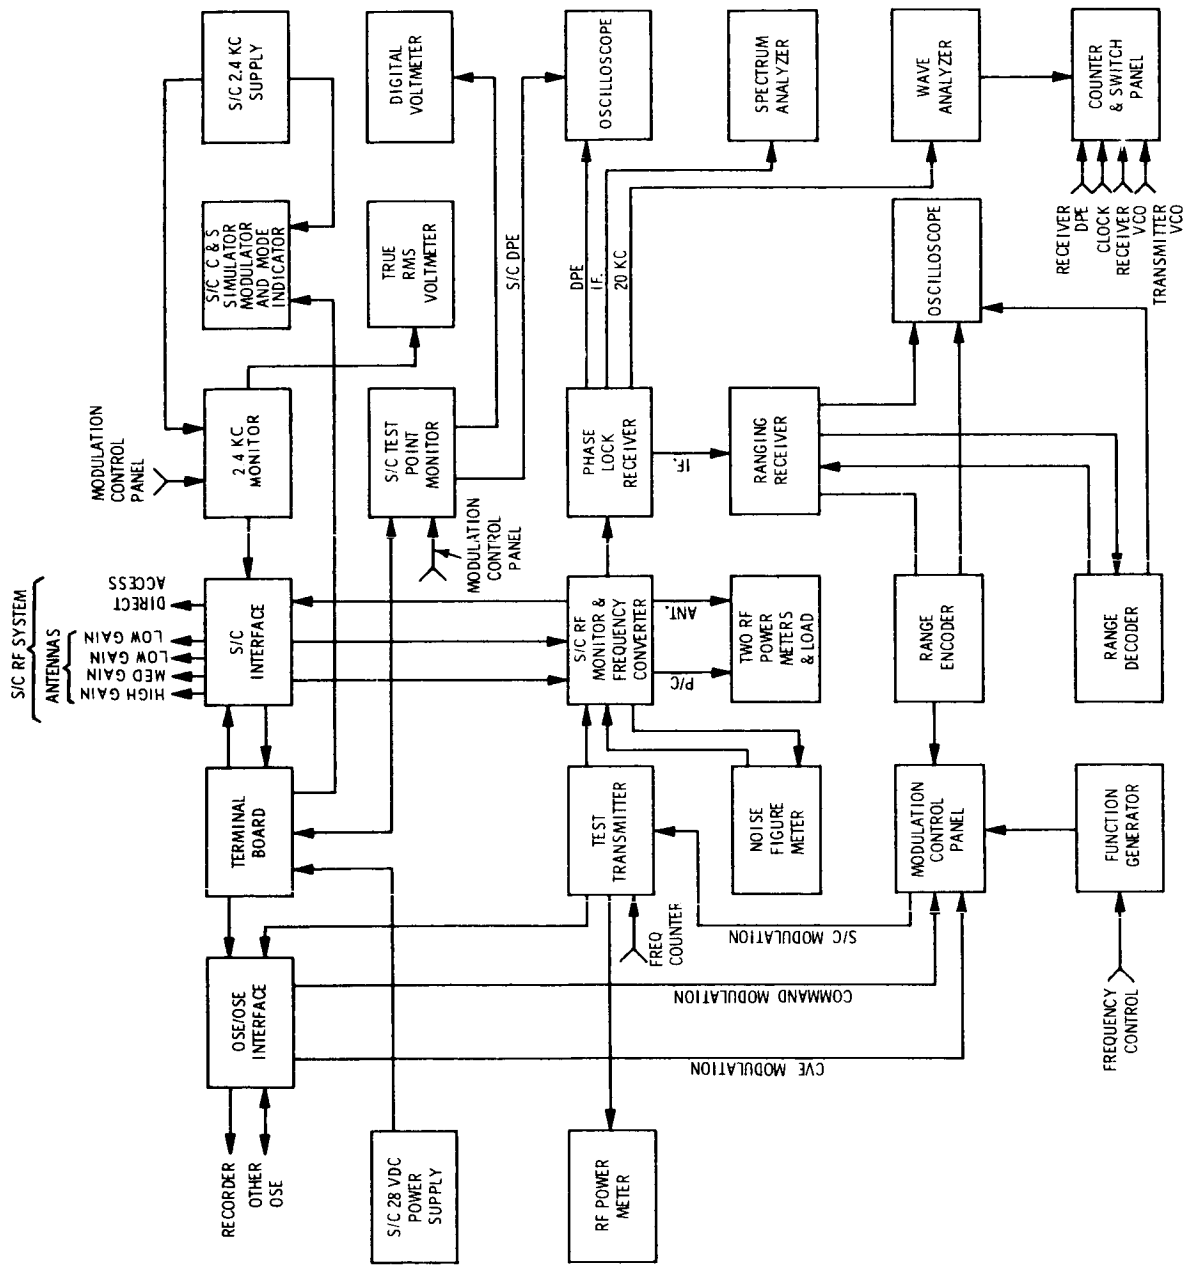 RECORDER
OTHER
OSE
OSE/OSE
INTERFACE
TERMINAL
BOARD
S/C RF SYSTEM
ANTENNAS
HIGH GAIN
MED GAIN
LOW GAIN
LOW GAIN
DIRECT
ACCESS
S/C
INTERFACE
MODULATION
CONTROL
PANEL
2.4 KC
MONITOR
S/C C & S
SIMULATOR
MODULATOR
AND MODE
INDICATOR
S/C 2.4 KC
SUPPLY
S/C 28 VDC
POWER
SUPPLY
S/C TEST
POINT
MONITOR
MODULATION
CONTROL
PANEL
TRUE
RMS
VOLTMETER
DIGITAL
VOLTMETER
S/C DPE
RF POWER
METER
TEST
TRANSMITTER
FREQ
COUNTER
S/C RF
MONITOR &
FREQUENCY
CONVERTER
PHASE
LOCK
RECEIVER
DPE
IF.
20 KC
OSCILLOSCOPE
P/C
ANT.
IF.
NOISE
FIGURE
METER
TWO RF
POWER
METERS
& LOAD
RANGING
RECEIVER
SPECTRUM
ANALYZER
CVE MODULATION
COMMAND MODULATION
S/C MODULATION
MODULATION
CONTROL
PANEL
RANGE
ENCODER
OSCILLOSCOPE
WAVE
ANALYZER
FREQUENCY
CONTROL
FUNCTION
GENERATOR
RANGE
DECODER
RECEIVER
DPE
CLOCK
RECEIVER
VCO
TRANSMITTER
VCO
COUNTER
& SWITCH
PANEL